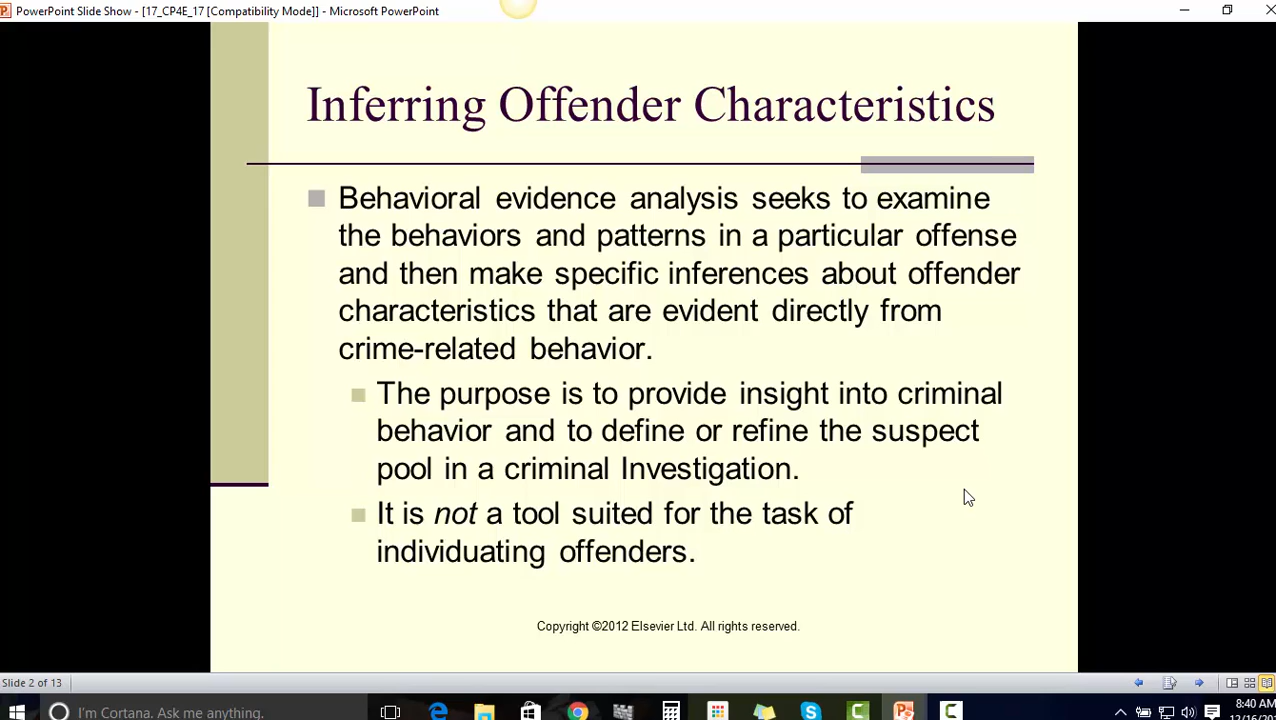 PowerPoint Slide Show - [17_CP4E_17 [Compatibility Mode]] - Microsoft PowerPoint
Inferring Offender Characteristics
Behavioral evidence analysis seeks to examine
the behaviors and patterns in a particular offense
and then make specific inferences about offender
characteristics that are evident directly from
crime-related behavior.
The purpose is to provide insight into criminal
behavior and to define or refine the suspect
pool in a criminal Investigation.
It is not a tool suited for the task of
individuating offenders.
Copyright ©2012 Elsevier Ltd. All rights reserved.
Slide 2 of 13
I'm Cortana. Ask me anything.
8:40 AM